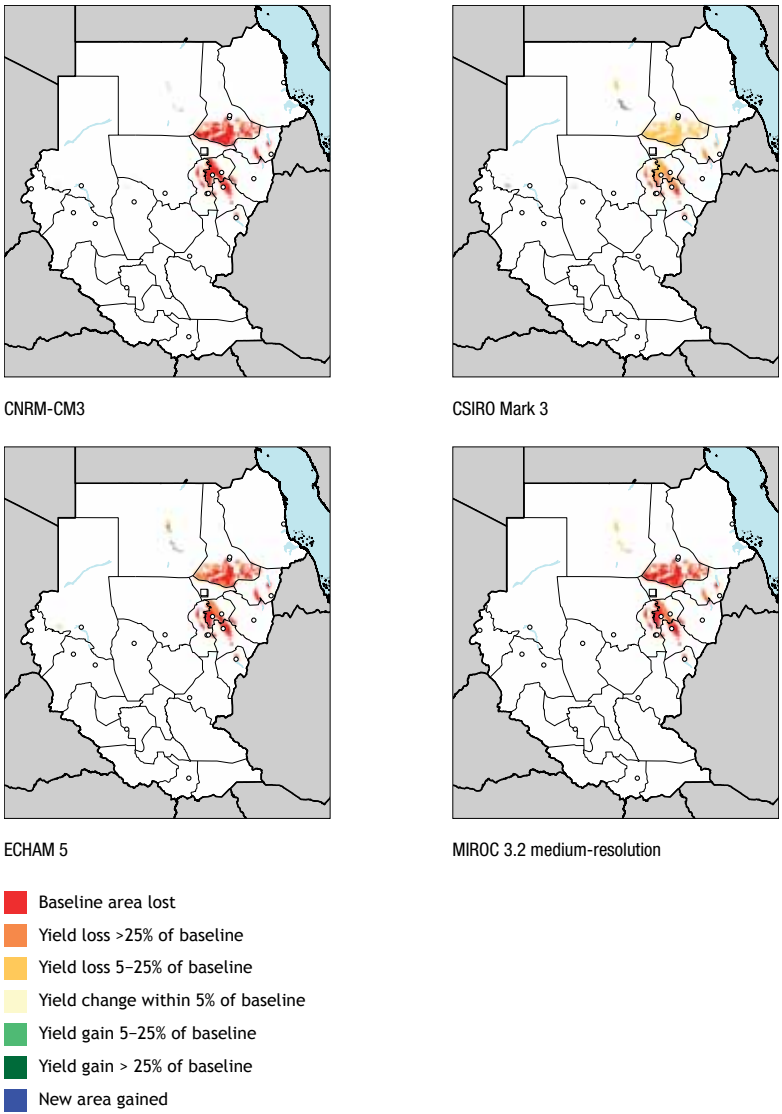 CNRM-CM3
CSIRO Mark 3
ECHAM 5
MIROC 3.2 medium-resolution
Baseline area lost
Yield loss >25% of baseline
Yield loss 5–25% of baseline
Yield change within 5% of baseline
Yield gain 5–25% of baseline
Yield gain > 25% of baseline
New area gained